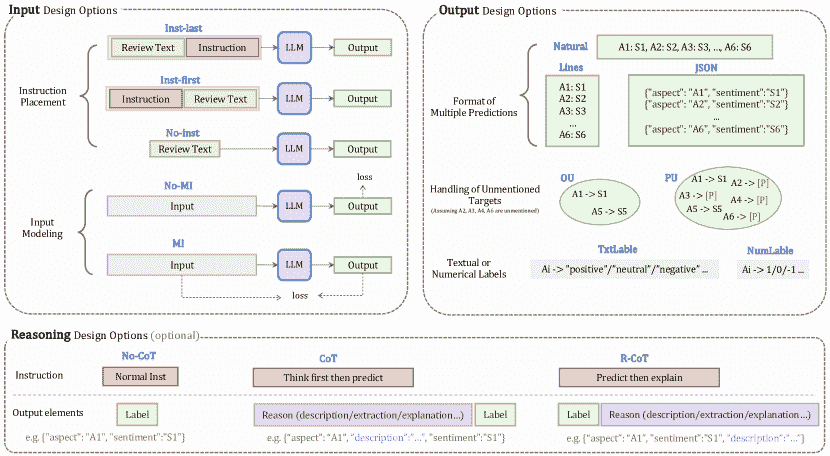 Input Design Options
Inst-last
Review Text Instruction LLM Output
Instruction Placement
Inst-first
Instruction Review Text LLM Output
No-inst
Review Text LLM Output
No-MI
loss
Input LLM Output
Input Modeling
MI
Input LLM Output
loss
Output Design Options
Natural
A1: S1, A2: S2, A3: S3, ..., A6: S6
Lines
JSON
Format of Multiple Predictions
A1: S1
A2: S2
A3: S3
...
A6: S6
{"aspect": "A1", "sentiment":"S1"}
{"aspect": "A2", "sentiment":"S2"}
...
{"aspect": "A6", "sentiment":"S6"}
Handling of Unmentioned Targets
(Assuming A2, A3, A4, A6 are unmentioned)
OU
A1 -> S1
A5 -> S5
PU
A1 -> S1
A2 -> [P]
A3 -> [P]
A4 -> [P]
A5 -> S5
A6 -> [P]
Textual or Numerical Labels
TxtLable
Ai -> "positive"/"neutral"/"negative" ...
NumLable
Ai -> 1/0/-1 ...
Reasoning Design Options (optional)
No-CoT CoT R-CoT
Instruction Normal Inst Think first then predict Predict then explain
Output elements Label Reason (description/extraction/explanation...) Label Label Reason (description/extraction/explanation...)
e.g. {"aspect": "A1", "sentiment":"S1"} e.g. {"aspect": "A1", "description":"...", "sentiment":"S1"} e.g. {"aspect": "A1", "sentiment":"S1", "description":"..."}